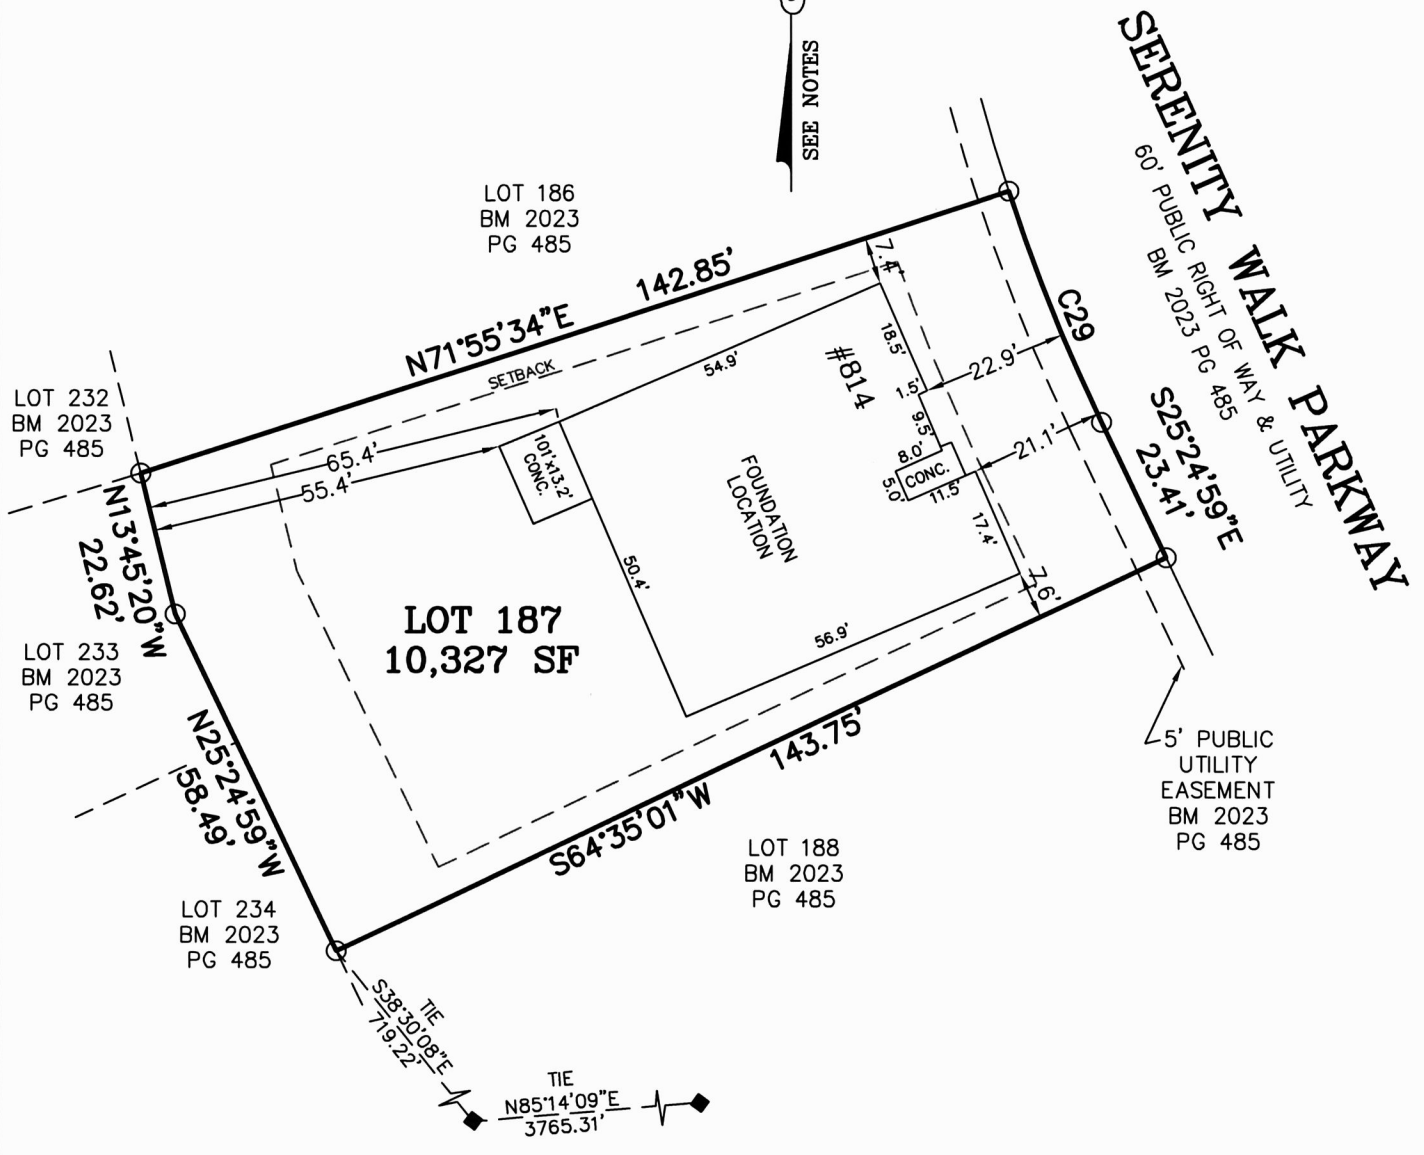 SEE NOTES
SERENITY WALK PARKWAY
60' PUBLIC RIGHT OF WAY & UTILITY
BM 2023 PG 485
LOT 186
BM 2023
PG 485
N71°55'34"E
142.85'
7.4'
C29
SETBACK
54.9'
18.5'
#814
22.9'
1.5'
9.5'
LOT 232
BM 2023
PG 485
65.4'
55.4'
101'x13.2'
CONC.
FOUNDATION
LOCATION
8.0'
CONC.
5.0'
11.5'
21.1'
S25°24'59"E
23.41'
N13°45'20"W
22.62'
17.4'
50.4'
7.6'
LOT 187
10,327 SF
56.9'
LOT 233
BM 2023
PG 485
N25°24'59"W
58.49'
143.75'
S64°35'01"W
5' PUBLIC
UTILITY
EASEMENT
BM 2023
PG 485
LOT 188
BM 2023
PG 485
LOT 234
BM 2023
PG 485
TIE
S38°30'08"E
719.22'
TIE
N85°14'09"E
3765.31'